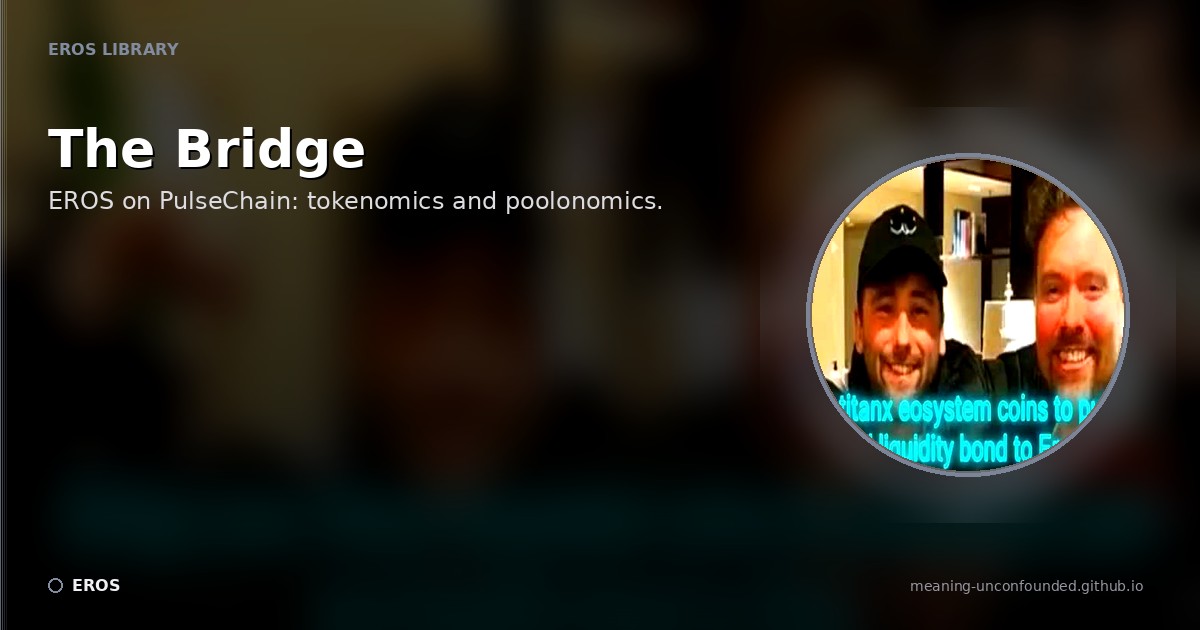 EROS LIBRARY
The Bridge
EROS on PulseChain: tokenomics and poolonomics.
titanx eosystem coins to
liquidity bond to
EROS
meaning-unconfounded.github.io